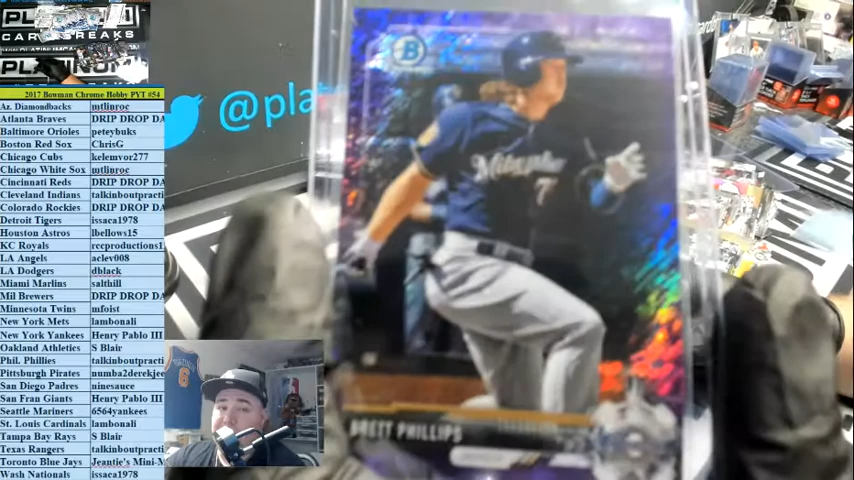 PLATINUM
CARD BREAKS
PLATINUM
2017 Bowman Chrome Hobby PYT #54
Az. Diamondbacks mtlinroc
Atlanta Braves DRIP DROP DA
Baltimore Orioles peteybuks
Boston Red Sox ChrisG
Chicago Cubs kelemvor277
Chicago White Sox mtlinroc
Cincinnati Reds DRIP DROP DA
Cleveland Indians talkinboutpracti
Colorado Rockies DRIP DROP DA
Detroit Tigers issaca1978
Houston Astros lbellows15
KC Royals rccproductions1
LA Angels aclev008
LA Dodgers dblack
Miami Marlins salthill
Mil Brewers DRIP DROP DA
Minnesota Twins mfoist
New York Mets lambonali
New York Yankees Henry Pablo III
Oakland Athletics S Blair
Phil. Phillies talkinboutpracti
Pittsburgh Pirates numba2derekjee
San Diego Padres ninesauce
San Fran Giants Henry Pablo III
Seattle Mariners 6564yankees
St. Louis Cardinals lambonali
Tampa Bay Rays S Blair
Texas Rangers talkinboutpracti
Toronto Blue Jays Jeantie's Mini-M
Wash Nationals issaca1978
@pla
B
Milwaukee
7
BRETT PHILLIPS
6